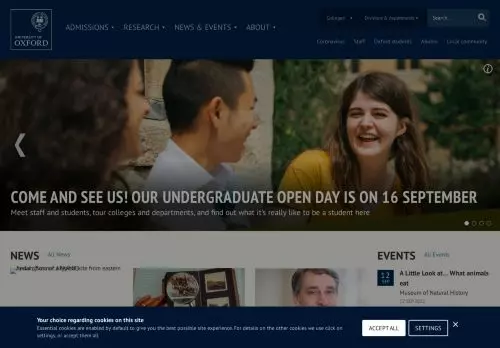 UNIVERSITY OF
OXFORD
ADMISSIONS
RESEARCH
NEWS & EVENTS
ABOUT
Colleges
Divisions & departments
Search...
Coronavirus
Staff
Oxford students
Alumni
Local community
COME AND SEE US! OUR UNDERGRADUATE OPEN DAY IS ON 16 SEPTEMBER
Meet staff and students, tour colleges and departments, and find out what it's really like to be a student here
NEWS
All News
from eastern
EVENTS
All Events
12
SEP
A Little Look at... What animals
eat
Museum of Natural History
12 SEP 2022
Your choice regarding cookies on this site
Essential cookies are enabled by default to give you the best possible site experience. For details on the other cookies we use click on
settings, or accept them all.
ACCEPT ALL
SETTINGS